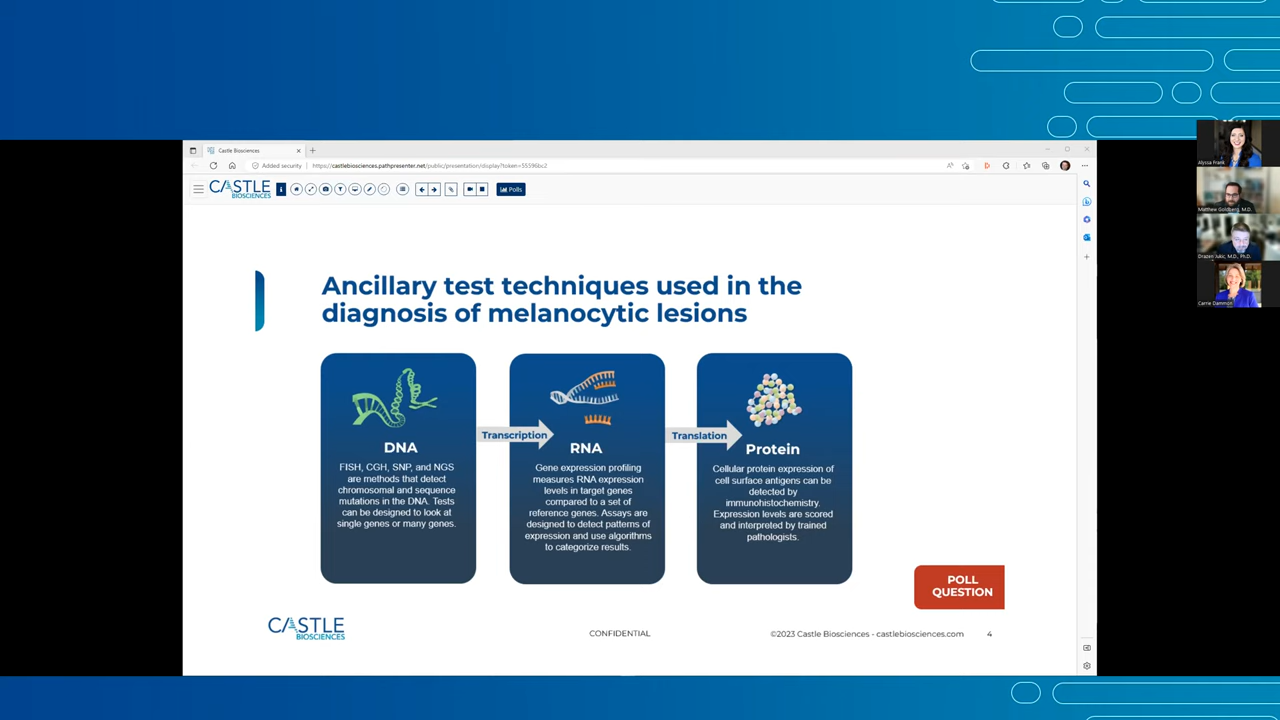 Castle Biosciences
Added security
https://castlebiosciences.pathpresenter.net/public/presentation/display?token=55396bc2
CASTLE
BIOSCIENCES
Polls
Ancillary test techniques used in the
diagnosis of melanocytic lesions
DNA
FISH, CGH, SNP, and NGS
are methods that detect
chromosomal and sequence
mutations in the DNA. Tests
can be designed to look at
single genes or many genes.
Transcription
RNA
Gene expression profiling
measures RNA expression
levels in target genes
compared to a set of
reference genes. Assays are
designed to detect patterns of
expression and use algorithms
to categorize results.
Translation
Protein
Cellular protein expression of
cell surface antigens can be
detected by
immunohistochemistry.
Expression levels are scored
and interpreted by trained
pathologists.
POLL
QUESTION
CASTLE
BIOSCIENCES
CONFIDENTIAL
©2023 Castle Biosciences - castlebiosciences.com
4
Alyssa Frank
Matthew Goldberg, M.D.
Drazen Jukic, M.D., Ph.D.
Carrie Dammon